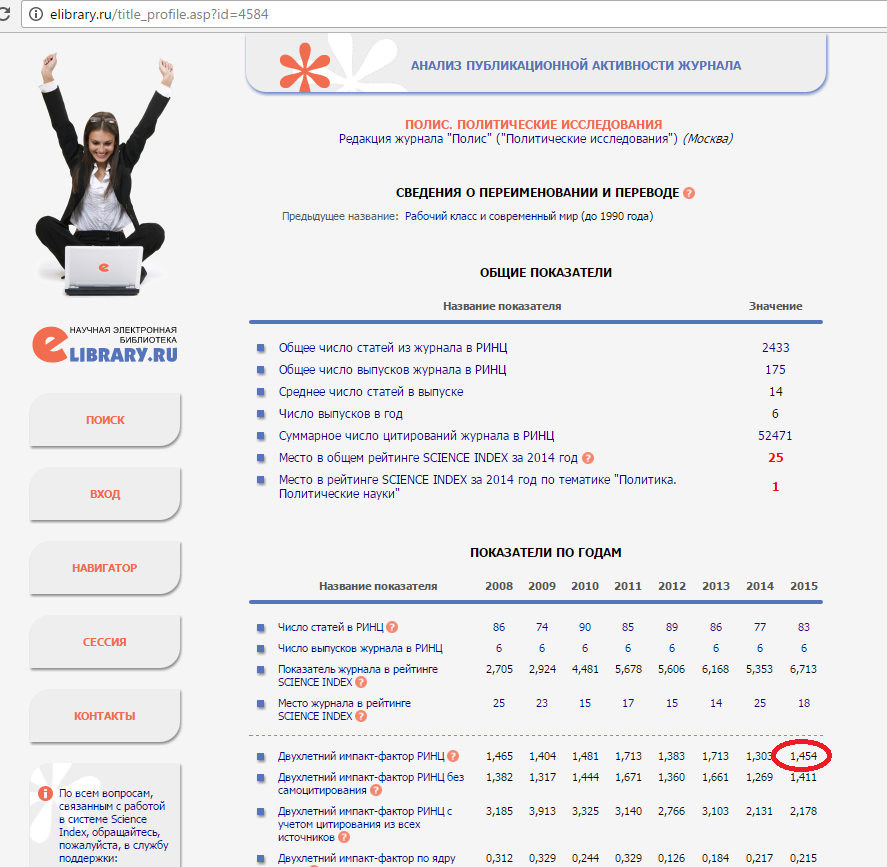 elibrary.ru/title_profile.asp?id=4584
АНАЛИЗ ПУБЛИКАЦИОННОЙ АКТИВНОСТИ ЖУРНАЛА
ПОЛИС. ПОЛИТИЧЕСКИЕ ИССЛЕДОВАНИЯ
Редакция журнала "Полис" ("Политические исследования") (Москва)
СВЕДЕНИЯ О ПЕРЕИМЕНОВАНИИ И ПЕРЕВОДЕ ?
Предыдущее название: Рабочий класс и современный мир (до 1990 года)
ОБЩИЕ ПОКАЗАТЕЛИ
Название показателя Значение
Общее число статей из журнала в РИНЦ 2433
Общее число выпусков журнала в РИНЦ 175
Среднее число статей в выпуске 14
Число выпусков в год 6
Суммарное число цитирований журнала в РИНЦ 52471
Место в общем рейтинге SCIENCE INDEX за 2014 год ? 25
Место в рейтинге SCIENCE INDEX за 2014 год по тематике "Политика.
Политические науки" 1
ПОКАЗАТЕЛИ ПО ГОДАМ
Название показателя 2008 2009 2010 2011 2012 2013 2014 2015
Число статей в РИНЦ ? 86 74 90 85 89 86 77 83
Число выпусков журнала в РИНЦ 6 6 6 6 6 6 6 6
Показатель журнала в рейтинге 2,705 2,924 4,481 5,678 5,606 6,168 5,353 6,713
SCIENCE INDEX ?
Место журнала в рейтинге 25 23 15 17 15 14 25 18
SCIENCE INDEX ?
Двухлетний импакт-фактор РИНЦ ? 1,465 1,404 1,481 1,713 1,383 1,713 1,303 1,454
Двухлетний импакт-фактор РИНЦ без 1,382 1,317 1,444 1,671 1,360 1,661 1,269 1,411
самоцитирования ?
Двухлетний импакт-фактор РИНЦ с 3,185 3,913 3,325 3,140 2,766 3,103 2,131 2,178
учетом цитирования из всех
источников ?
Двухлетний импакт-фактор по ядру 0,312 0,329 0,244 0,329 0,126 0,184 0,217 0,215
e
НАУЧНАЯ ЭЛЕКТРОННАЯ
БИБЛИОТЕКА
eLIBRARY.RU
ПОИСК
ВХОД
НАВИГАТОР
СЕССИЯ
КОНТАКТЫ
i По всем вопросам,
связанным с работой
в системе Science
Index, обращайтесь,
пожалуйста, в службу
поддержки: